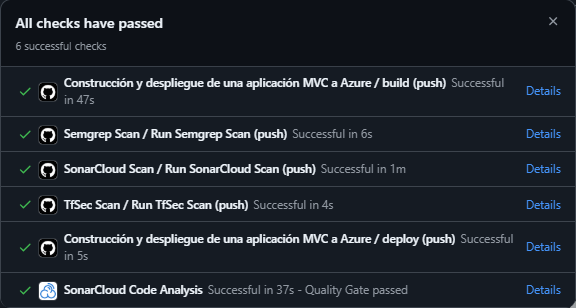 All checks have passed
6 successful checks
Construcción y despliegue de una aplicación MVC a Azure / build (push) Successful
in 47s
Details
Semgrep Scan / Run Semgrep Scan (push) Successful in 6s
Details
SonarCloud Scan / Run SonarCloud Scan (push) Successful in 1m
Details
TfSec Scan / Run TfSec Scan (push) Successful in 4s
Details
Construcción y despliegue de una aplicación MVC a Azure / deploy (push) Successful
in 5s
Details
SonarCloud Code Analysis Successful in 37s - Quality Gate passed
Details